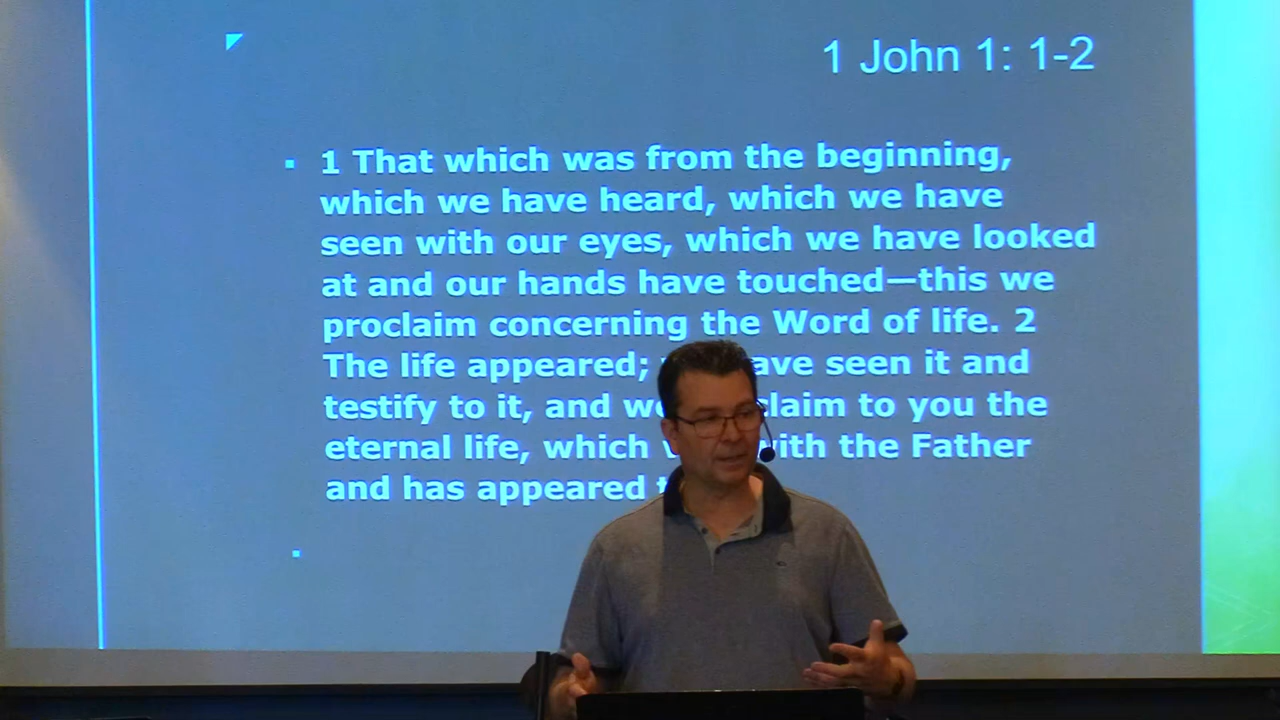 1 John 1: 1-2
1 That which was from the beginning,
which we have heard, which we have
seen with our eyes, which we have looked
at and our hands have touched—this we
proclaim concerning the Word of life. 2
The life appeared; have seen it and
testify to it, and we claim to you the
eternal life, which with the Father
and has appeared